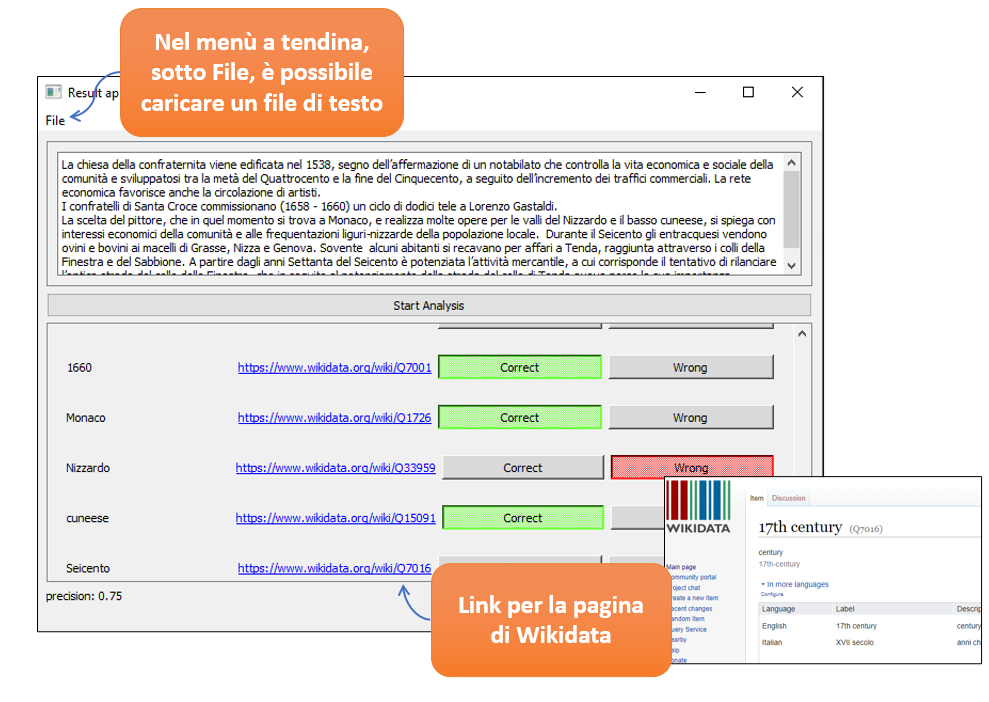 Nel menù a tendina,
sotto File, è possibile
caricare un file di testo
Result ap
File
La chiesa della confraternita viene edificata nel 1538, segno dell'affermazione di un notabilato che controlla la vita economica e sociale della
comunità e sviluppatosi tra la metà del Quattrocento e la fine del Cinquecento, a seguito dell'incremento dei traffici commerciali. La rete
economica favorisce anche la circolazione di artisti.
I confratelli di Santa Croce commissionano (1658 - 1660) un ciclo di dodici tele a Lorenzo Gastaldi.
La scelta del pittore, che in quel momento si trova a Monaco, e realizza molte opere per le valli del Nizzardo e il basso cuneese, si spiega con
interessi economici della comunità e alle frequentazioni liguri-nizzarde della popolazione locale. Durante il Seicento gli entracquesi vendono
ovini e bovini ai macelli di Grasse, Nizza e Genova. Sovente alcuni abitanti si recavano per affari a Tenda, raggiunta attraverso i colli della
Finestra e del Sabbione. A partire dagli anni Settanta del Seicento è potenziata l'attività mercantile, a cui corrisponde il tentativo di rilanciare
Start Analysis
1660 https://www.wikidata.org/wiki/Q7001 Correct Wrong
Monaco https://www.wikidata.org/wiki/Q1726 Correct Wrong
Nizzardo https://www.wikidata.org/wiki/Q33959 Correct Wrong
cuneese https://www.wikidata.org/wiki/Q15091 Correct
Seicento https://www.wikidata.org/wiki/Q7016
precision: 0.75
Link per la pagina
di Wikidata
WIKIDATA
Main page
ommunity portal
roject chat
reate a new Item
ecent changes
andom Item
uery Service
earby
elp
onate
Item Discussion
17th century (Q7016)
century
17th-century
In more languages
Configure
Language Label Descrip
English 17th century century
Italian XVII secolo anni ch